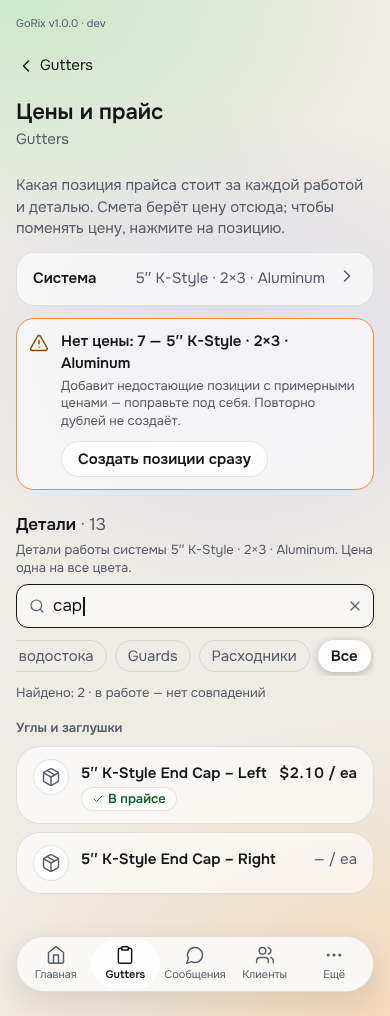 GoRix v1.0.0 · dev
Gutters
Цены и прайс
Gutters
Какая позиция прайса стоит за каждой работой
и деталью. Смета берёт цену отсюда; чтобы
поменять цену, нажмите на позицию.
Система 5″ K-Style · 2×3 · Aluminum
Нет цены: 7 — 5″ K-Style · 2×3 ·
Aluminum
Добавит недостающие позиции с примерными
ценами — поправьте под себя. Повторно
дублей не создаёт.
Создать позиции сразу
Детали · 13
Детали работы системы 5″ K-Style · 2×3 · Aluminum. Цена
одна на все цвета.
cap
водостока Guards Расходники Все
Найдено: 2 · в работе — нет совпадений
Углы и заглушки
5″ K-Style End Cap – Left $2.10 / ea
В прайсе
5″ K-Style End Cap – Right — / ea
Главная Gutters Сообщения Клиенты Ещё